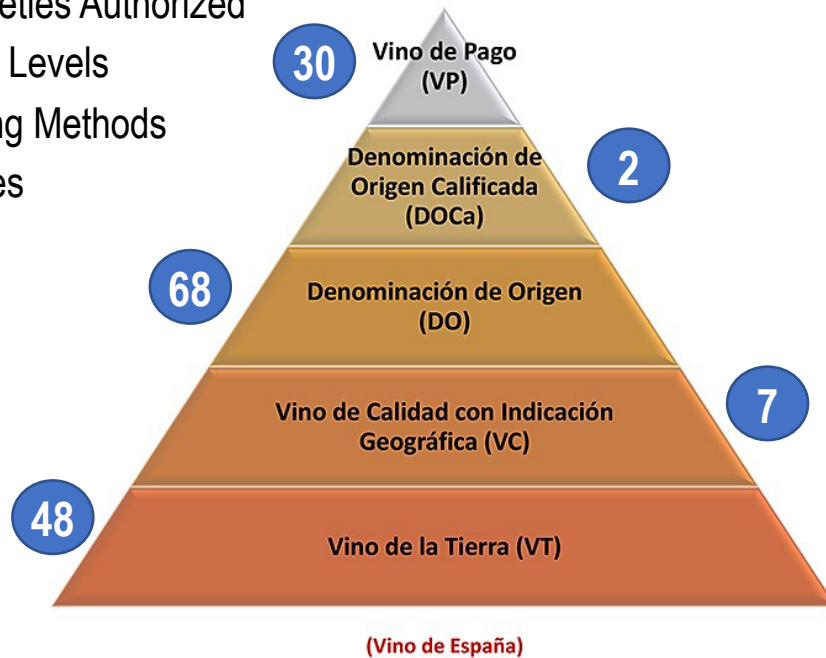 Authorized
Levels
Methods
30
Vino de Pago
(VP)
Denominación de
Origen Calificada
(DOCa)
2
68
Denominación de Origen
(DO)
Vino de Calidad con Indicación
Geográfica (VC)
7
48
Vino de la Tierra (VT)
(Vino de España)